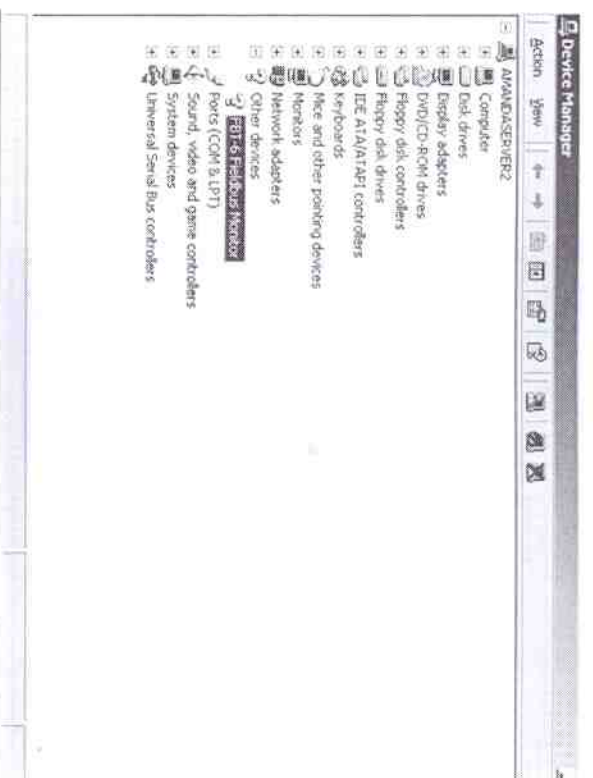 Device Manager
Action View
AMANDASERVER2
Computer
Disk drives
Display adapters
DVD/CD-ROM drives
Floppy disk controllers
Floppy disk drives
IDE ATA/ATAPI controllers
Keyboards
Mice and other pointing devices
Monitors
Network adapters
Other devices
FBT-6 Fieldbus Monitor
Ports (COM & LPT)
Sound, video and game controllers
System devices
Universal Serial Bus controllers